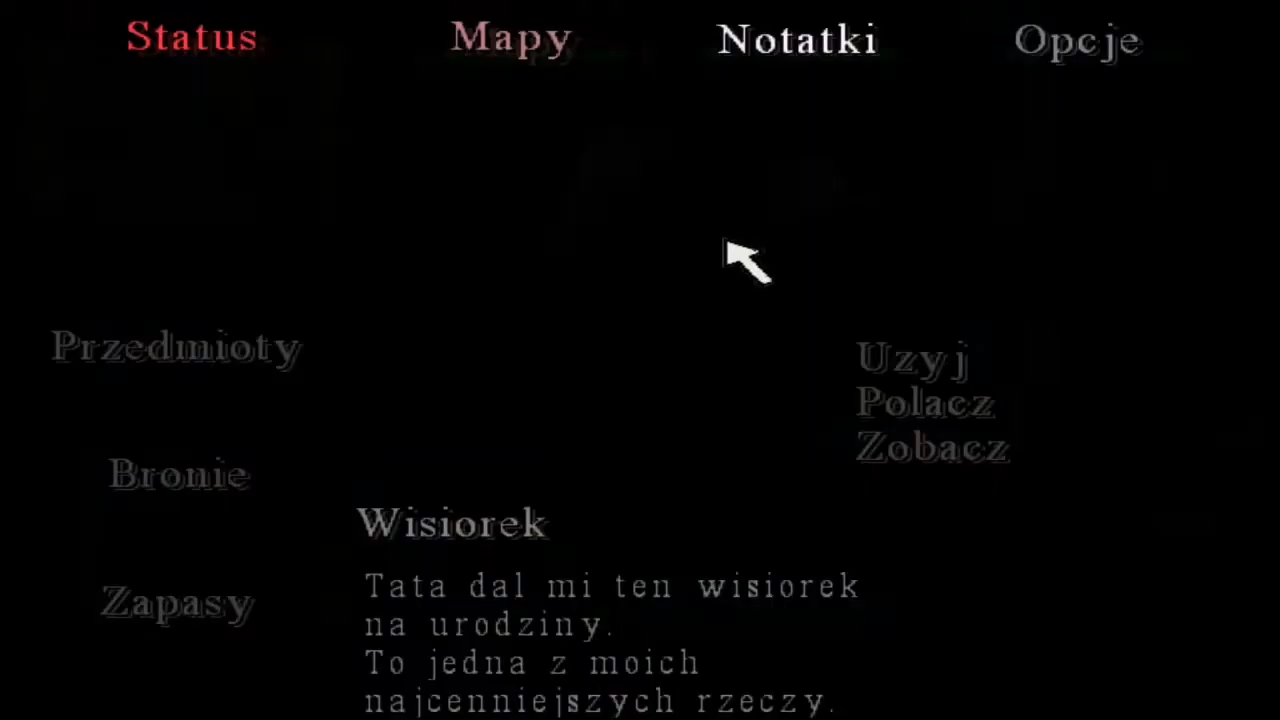 Status Mapy Notatki Opcje
Przedmioty
Uzyj
Polacz
Zobacz
Bronie
Wisiorek
Zapasy
Tata dal mi ten wisiorek
na urodziny.
To jedna z moich
najcenniejszych rzeczy.